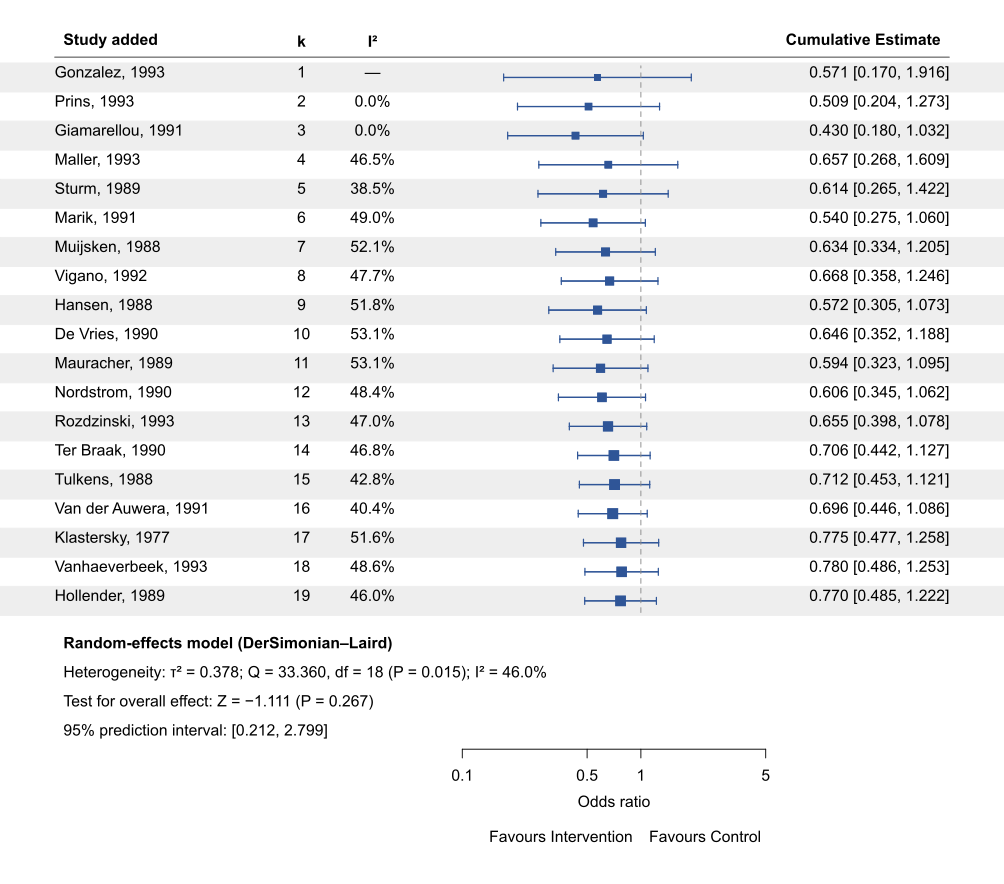 Study added k I² Cumulative Estimate
Gonzalez, 1993 1 — 0.571 [0.170, 1.916]
Prins, 1993 2 0.0% 0.509 [0.204, 1.273]
Giamarellou, 1991 3 0.0% 0.430 [0.180, 1.032]
Maller, 1993 4 46.5% 0.657 [0.268, 1.609]
Sturm, 1989 5 38.5% 0.614 [0.265, 1.422]
Marik, 1991 6 49.0% 0.540 [0.275, 1.060]
Muijsken, 1988 7 52.1% 0.634 [0.334, 1.205]
Vigano, 1992 8 47.7% 0.668 [0.358, 1.246]
Hansen, 1988 9 51.8% 0.572 [0.305, 1.073]
De Vries, 1990 10 53.1% 0.646 [0.352, 1.188]
Mauracher, 1989 11 53.1% 0.594 [0.323, 1.095]
Nordstrom, 1990 12 48.4% 0.606 [0.345, 1.062]
Rozdzinski, 1993 13 47.0% 0.655 [0.398, 1.078]
Ter Braak, 1990 14 46.8% 0.706 [0.442, 1.127]
Tulkens, 1988 15 42.8% 0.712 [0.453, 1.121]
Van der Auwera, 1991 16 40.4% 0.696 [0.446, 1.086]
Klastersky, 1977 17 51.6% 0.775 [0.477, 1.258]
Vanhaeverbeek, 1993 18 48.6% 0.780 [0.486, 1.253]
Hollender, 1989 19 46.0% 0.770 [0.485, 1.222]
Random-effects model (DerSimonian–Laird)
Heterogeneity: τ² = 0.378; Q = 33.360, df = 18 (P = 0.015); I² = 46.0%
Test for overall effect: Z = −1.111 (P = 0.267)
95% prediction interval: [0.212, 2.799]
0.1 0.5 1 5
Odds ratio
Favours Intervention Favours Control